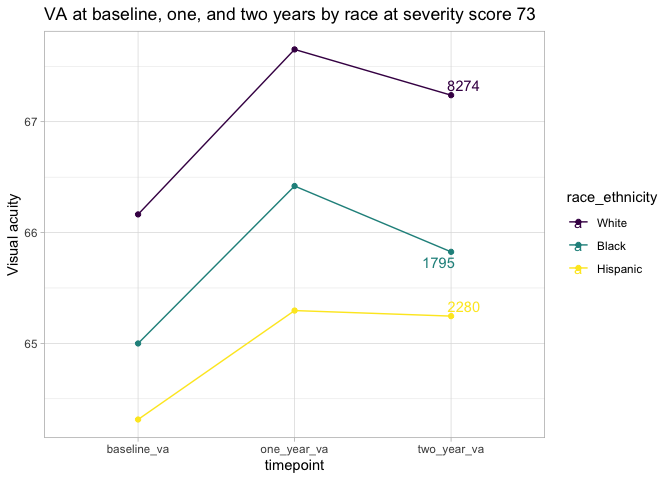 VA at baseline, one, and two years by race at severity score 73
8274
67
race_ethnicity
a White
66
a Black
1795
a Hispanic
2280
65
Visual acuity
baseline_va one_year_va two_year_va
timepoint